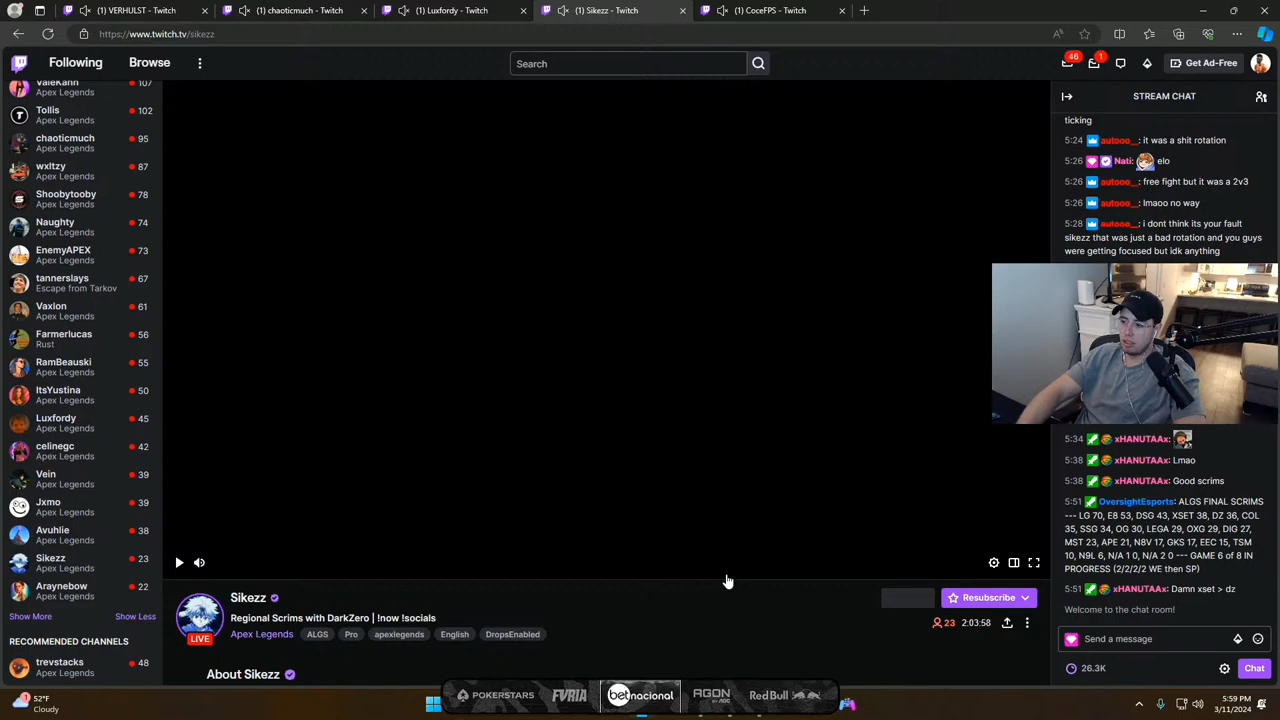 (1) VERHULST - Twitch
(1) chaoticmuch - Twitch
(1) Luxfordy - Twitch
(1) Sikezz - Twitch
(1) CoceFPS - Twitch
https://www.twitch.tv/sikezz
Following
Browse
Search
46
1
Get Ad-Free
ValeKahn 107
Apex Legends
Tollis 102
Apex Legends
chaoticmuch 95
Apex Legends
wxltzy 87
Apex Legends
Shoobytooby 78
Apex Legends
Naughty 74
Apex Legends
EnemyAPEX 73
Apex Legends
tannerslays 67
Escape from Tarkov
Vaxlon 61
Apex Legends
Farmerlucas 56
Rust
RamBeauski 55
Apex Legends
ItsYustina 50
Apex Legends
Luxfordy 45
Apex Legends
celinegc 42
Apex Legends
Vein 39
Apex Legends
Jxmo 39
Apex Legends
Avuhlie 38
Apex Legends
Sikezz 23
Apex Legends
Araynebow 22
Apex Legends
Show More
Show Less
RECOMMENDED CHANNELS
trevstacks 48
Apex Legends
LIVE
Sikezz
Regional Scrims with DarkZero | !now !socials
Apex Legends
ALGS
Pro
apexlegends
English
DropsEnabled
Resubscribe
23
2:03:58
About Sikezz
STREAM CHAT
ticking
5:24 autooo__: it was a shit rotation
5:26 Nati: elo
5:26 autooo__: free fight but it was a 2v3
5:26 autooo__: lmaoo no way
5:28 autooo__: i dont think its your fault
sikezz that was just a bad rotation and you guys
were getting focused but idk anything
5:34 xHANUTAAx:
5:38 xHANUTAAx: Lmao
5:38 xHANUTAAx: Good scrims
5:51 OversightEsports: ALGS FINAL SCRIMS
--- LG 70, E8 53, DSG 43, XSET 38, DZ 36, COL
35, SSG 34, OG 30, LEGA 29, OXG 29, DIG 27,
MST 23, APE 21, N8V 17, GKS 17, EEC 15, TSM
10, N9L 6, N/A 1 0, N/A 2 0 --- GAME 6 of 8 IN
PROGRESS (2/2/2/2 WE then SP)
5:51 xHANUTAAx: Damn xset > dz
Welcome to the chat room!
Send a message
26.3K
Chat
52°F
Cloudy
POKERSTARS
FURIA
betnacional
AGON
BY AOC
Red Bull
5:59 PM
3/11/2024